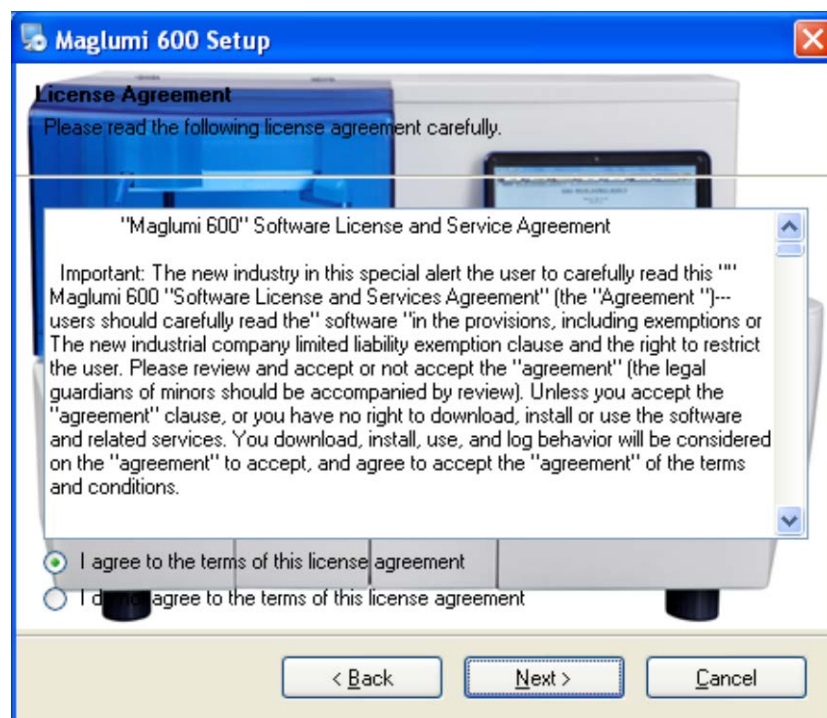 Maglumi 600 Setup
License Agreement
Please read the following license agreement carefully.
"Maglumi 600" Software License and Service Agreement
Important: The new industry in this special alert the user to carefully read this ""
Maglumi 600 "Software License and Services Agreement" (the "Agreement ")---
users should carefully read the" software "in the provisions, including exemptions or
The new industrial company limited liability exemption clause and the right to restrict
the user. Please review and accept or not accept the "agreement" (the legal
guardians of minors should be accompanied by review). Unless you accept the
"agreement" clause, or you have no right to download, install or use the software
and related services. You download, install, use, and log behavior will be considered
on the "agreement" to accept, and agree to accept the "agreement" of the terms
and conditions.
I agree to the terms of this license agreement
I do not agree to the terms of this license agreement
< Back
Next >
Cancel